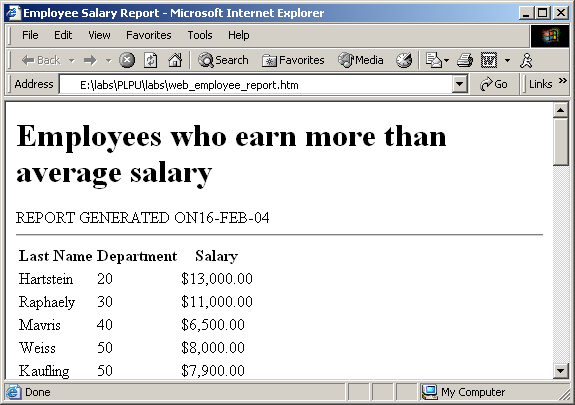 Employee Salary Report - Microsoft Internet Explorer
File Edit View Favorites Tools Help
Back Search Favorites Media
Address E:\labs\PLPU\labs\web_employee_report.htm Go Links »
Employees who earn more than
average salary
REPORT GENERATED ON16-FEB-04
Last Name Department Salary
Hartstein 20 $13,000.00
Raphaely 30 $11,000.00
Mavris 40 $6,500.00
Weiss 50 $8,000.00
Kaufling 50 $7,900.00
Done My Computer